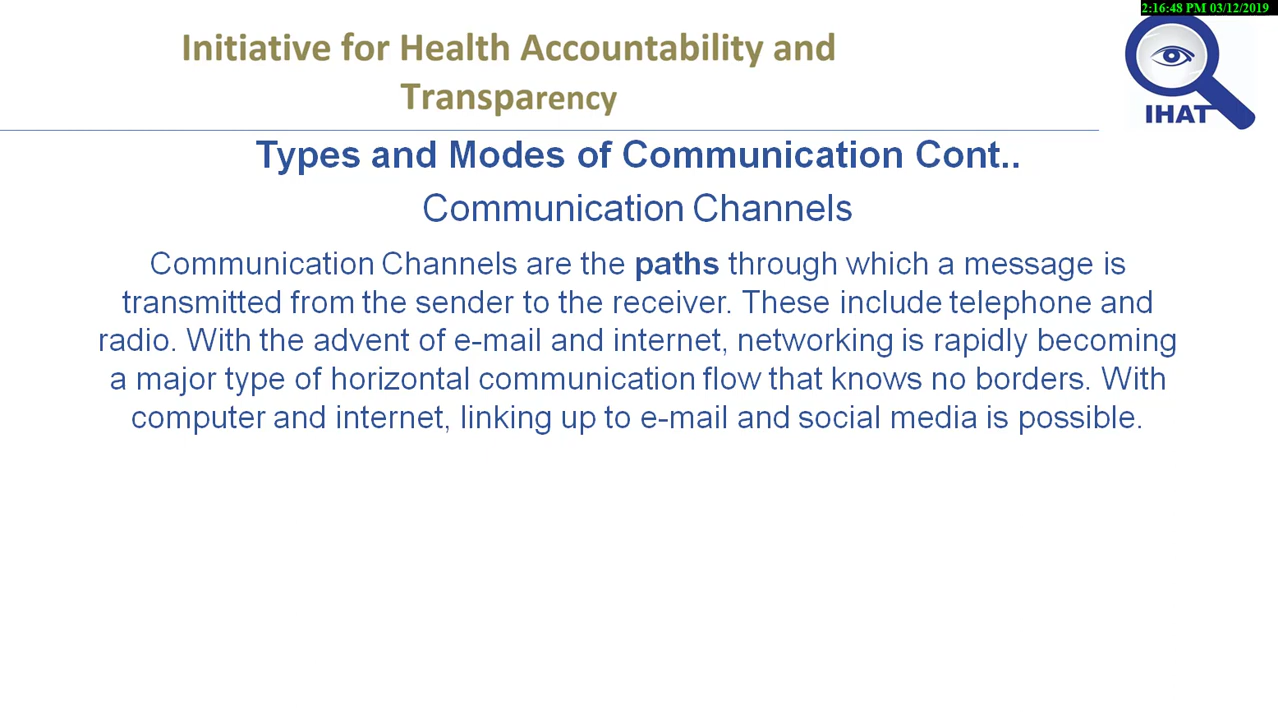 2:16:48 PM 03/12/2019
Initiative for Health Accountability and
Transparency
IHAT
Types and Modes of Communication Cont..
Communication Channels
Communication Channels are the paths through which a message is
transmitted from the sender to the receiver. These include telephone and
radio. With the advent of e-mail and internet, networking is rapidly becoming
a major type of horizontal communication flow that knows no borders. With
computer and internet, linking up to e-mail and social media is possible.